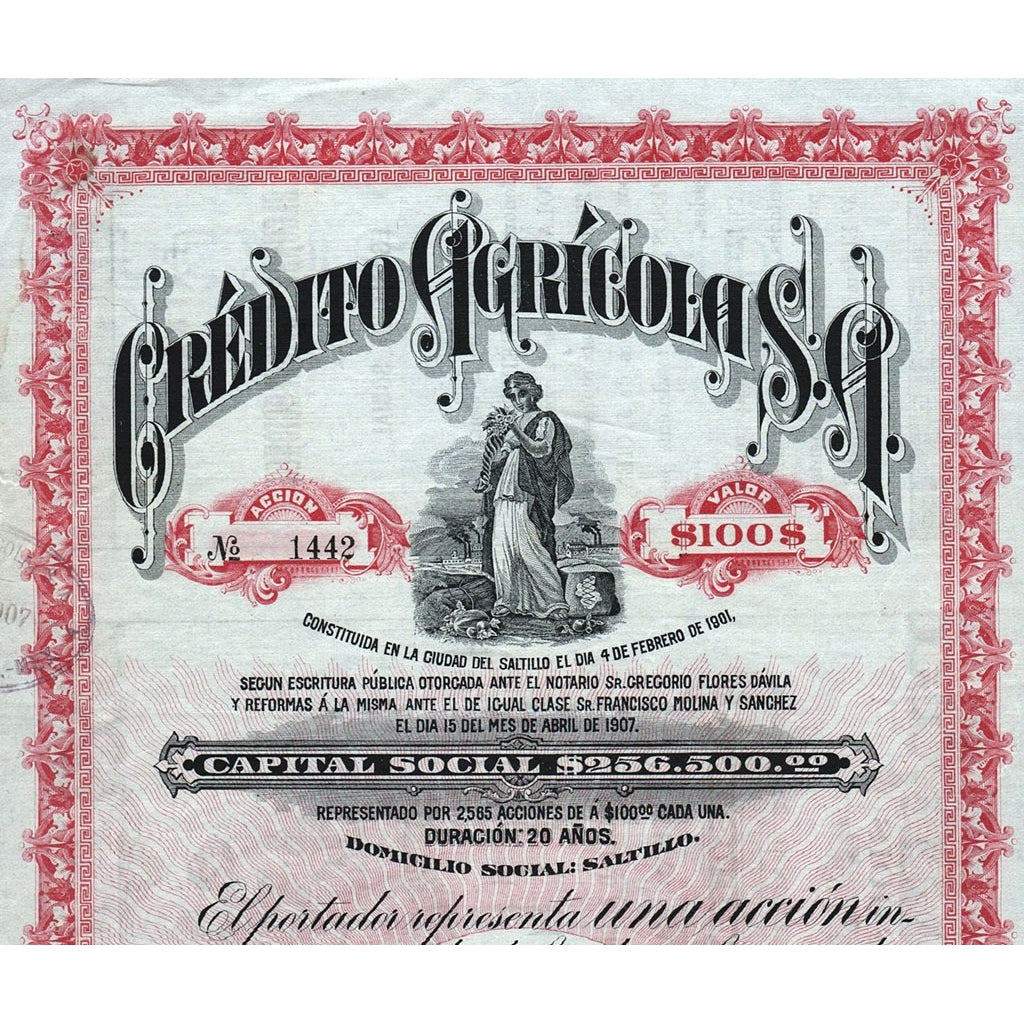 CRÉDITO AGRÍCOLA S.A.
ACCION
No 1442
VALOR
$100$
CONSTITUIDA EN LA CIUDAD DEL SALTILLO EL DIA 4 DE FEBRERO DE 1901,
SEGUN ESCRITURA PÚBLICA OTORGADA ANTE EL NOTARIO SR. GREGORIO FLORES DÁVILA
Y REFORMAS Á LA MISMA ANTE EL DE IGUAL CLASE SR. FRANCISCO MOLINA Y SANCHEZ
EL DIA 15 DEL MES DE ABRIL DE 1907.
CAPITAL SOCIAL $256.500.00
REPRESENTADO POR 2,565 ACCIONES DE Á $100.00 CADA UNA.
DURACIÓN: 20 AÑOS.
DOMICILIO SOCIAL: SALTILLO.
El portador representa una acción in-